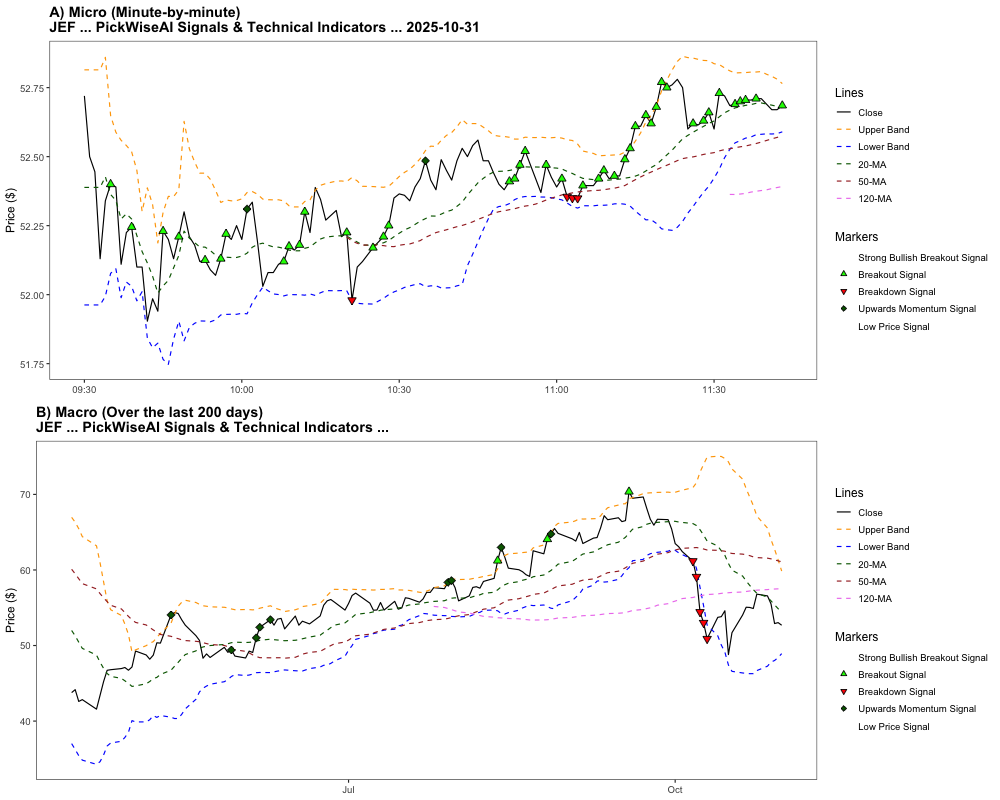 A) Micro (Minute-by-minute)
JEF ... PickWiseAI Signals & Technical Indicators ... 2025-10-31
Price ($)
52.75
52.50
52.25
52.00
51.75
09:30
10:00
10:30
11:00
11:30
Lines
Close
Upper Band
Lower Band
20-MA
50-MA
120-MA
Markers
Strong Bullish Breakout Signal
Breakout Signal
Breakdown Signal
Upwards Momentum Signal
Low Price Signal
B) Macro (Over the last 200 days)
JEF ... PickWiseAI Signals & Technical Indicators ...
Price ($)
70
60
50
40
Jul
Oct
Lines
Close
Upper Band
Lower Band
20-MA
50-MA
120-MA
Markers
Strong Bullish Breakout Signal
Breakout Signal
Breakdown Signal
Upwards Momentum Signal
Low Price Signal